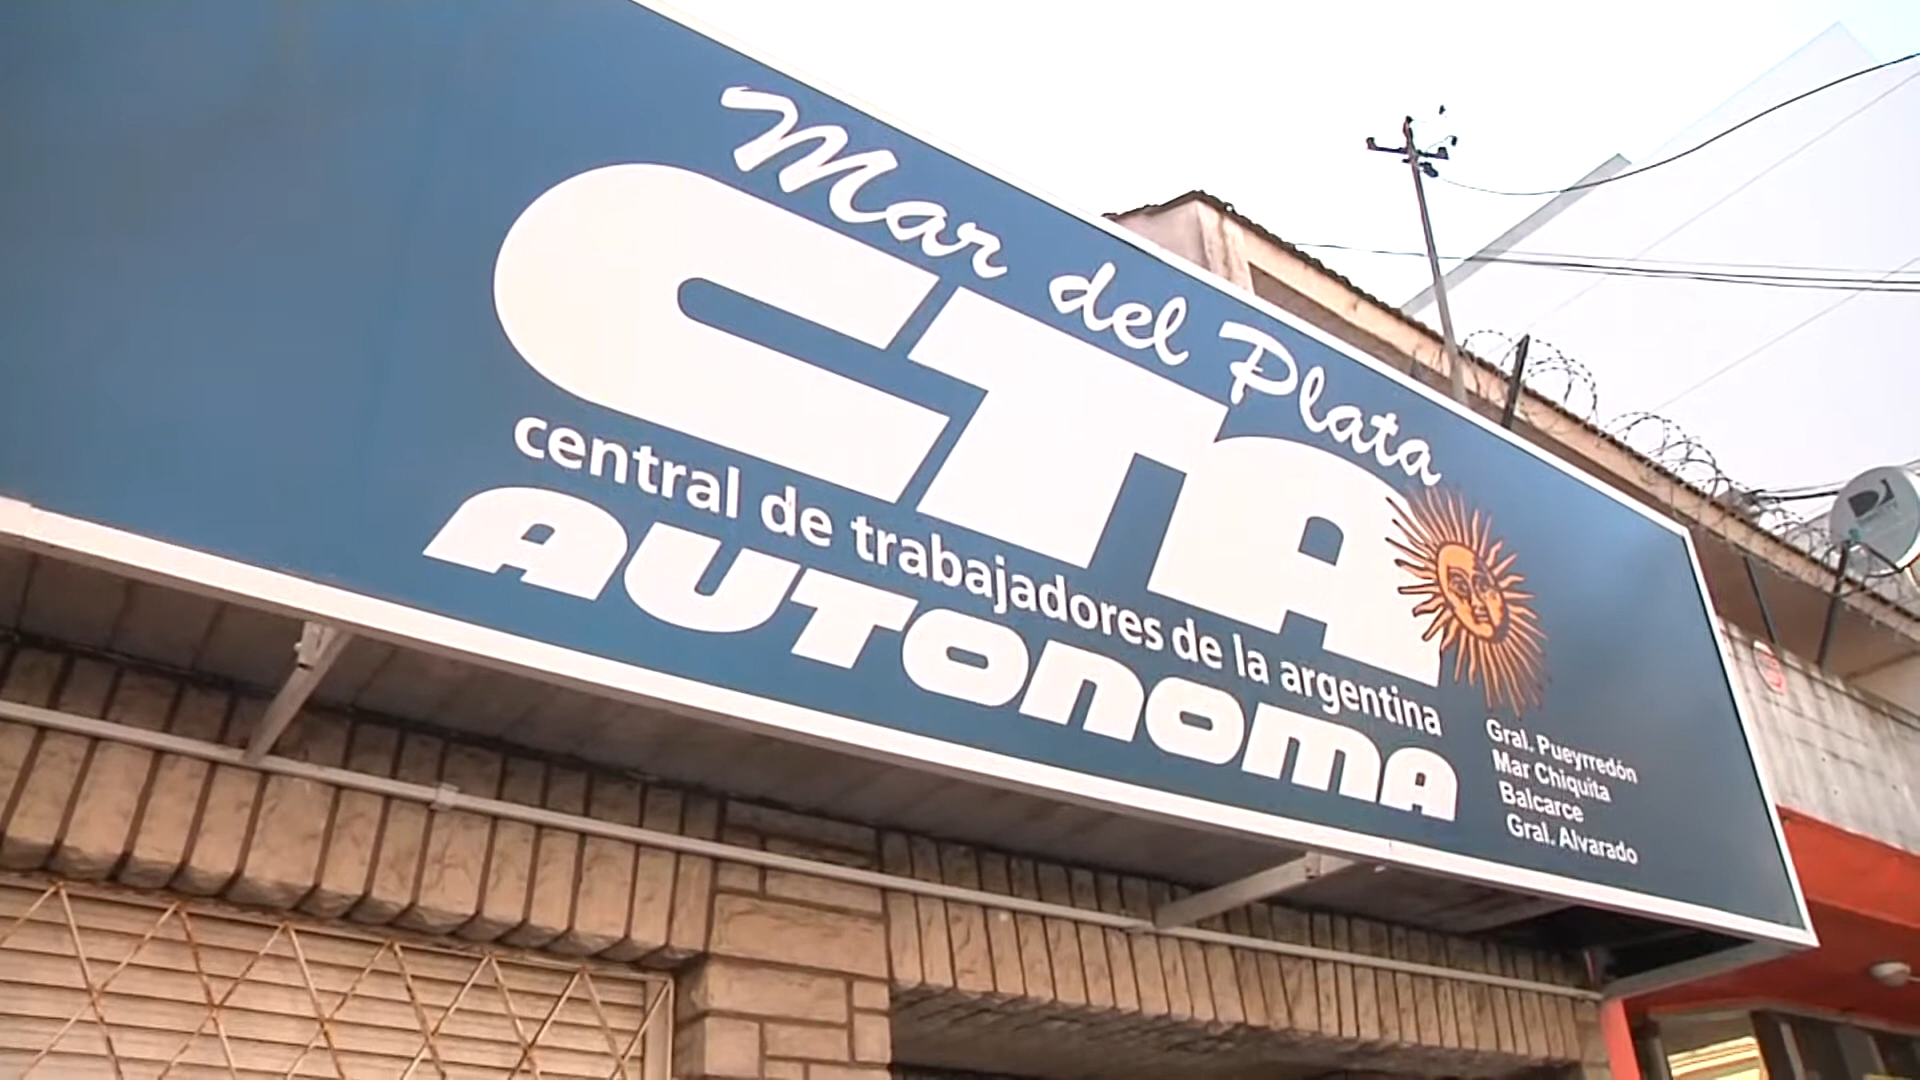 Mar del Plata
CTA
central de trabajadores de la argentina
AUTONOMA
Gral. Pueyrredón
Mar Chiquita
Balcarce
Gral. Alvarado